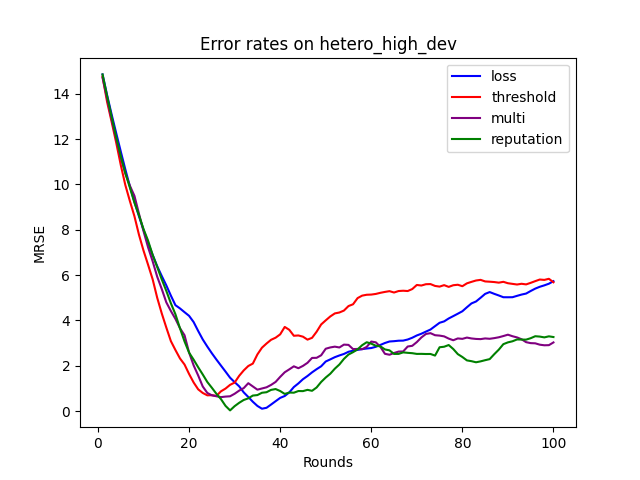 Error rates on hetero_high_dev
loss
threshold
multi
reputation
MRSE
14
12
10
8
6
4
2
0
0 20 40 60 80 100
Rounds